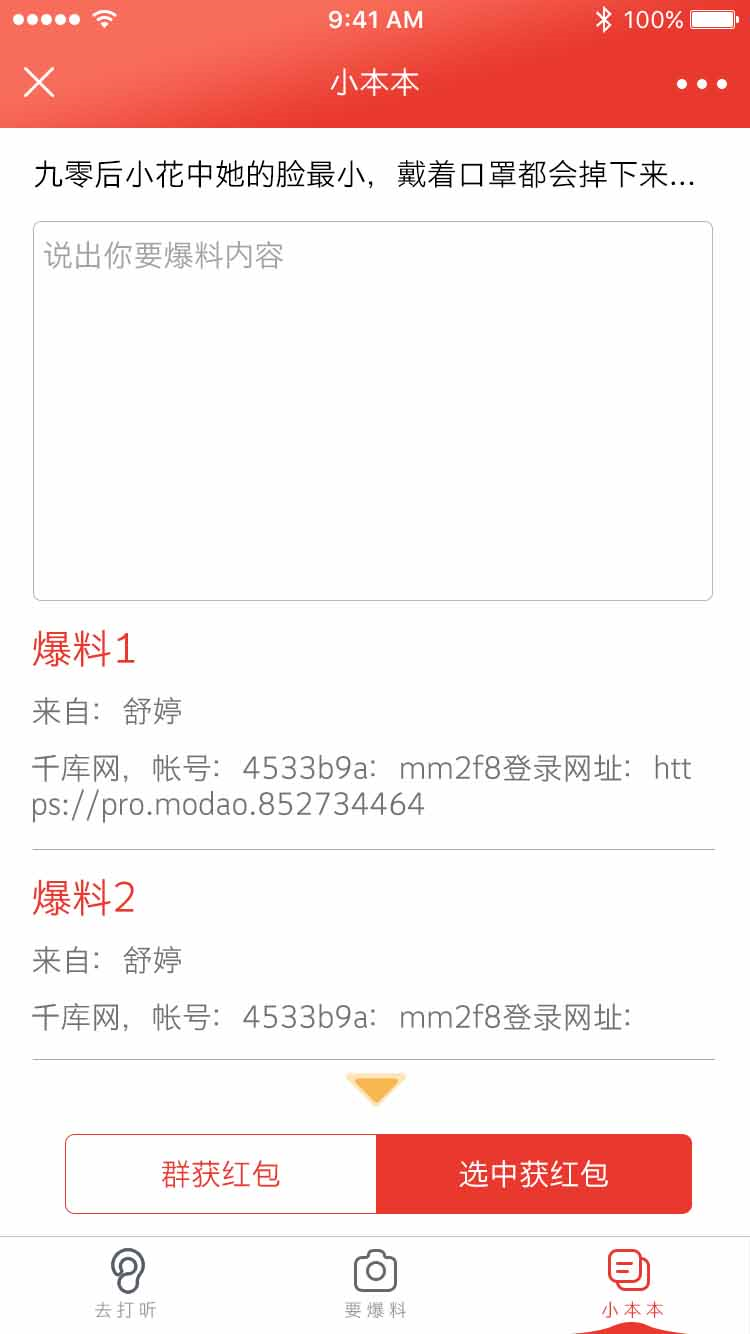 9:41 AM
100%
小本本
九零后小花中她的脸最小，戴着口罩都会掉下来...
说出你要爆料内容
爆料1
来自：舒婷
千库网，帐号：4533b9a：mm2f8登录网址：htt
ps://pro.modao.852734464
爆料2
来自：舒婷
千库网，帐号：4533b9a：mm2f8登录网址：
群获红包
选中获红包
去打听
要爆料
小本本